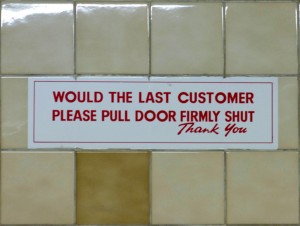 WOULD THE LAST CUSTOMER
PLEASE PULL DOOR FIRMLY SHUT
Thank You